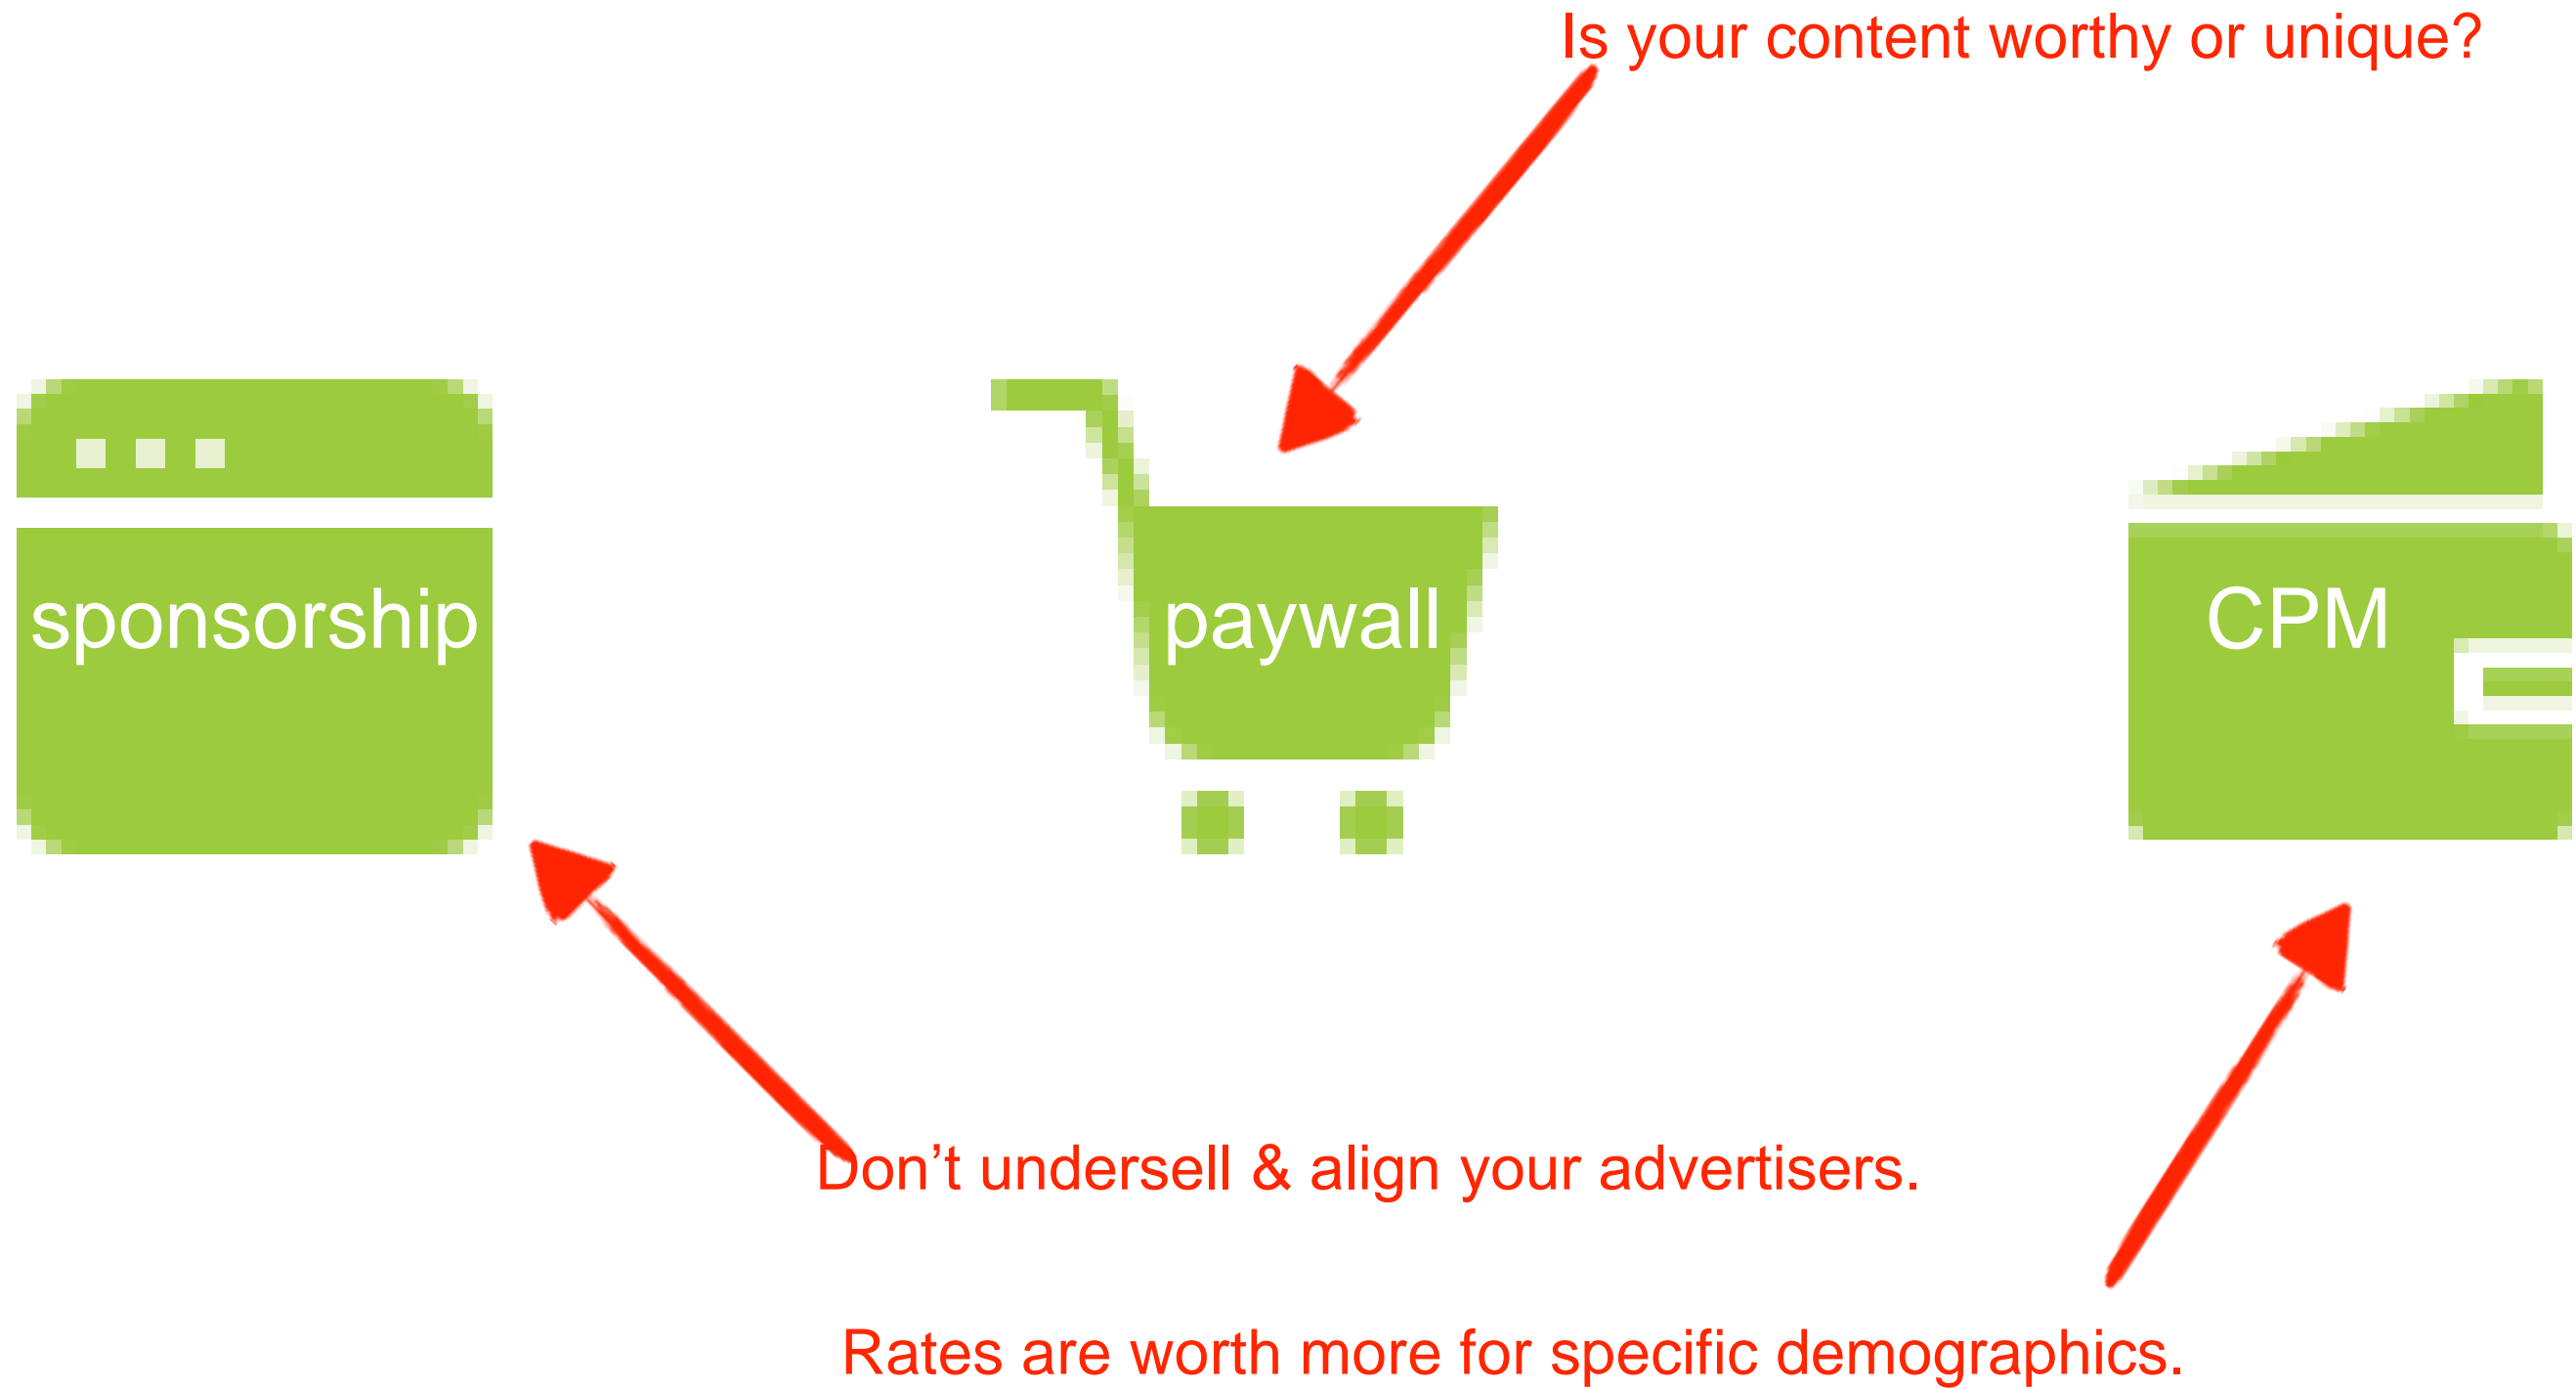 Is your content worthy or unique?
sponsorship
paywall
CPM
Don’t undersell & align your advertisers.
Rates are worth more for specific demographics.